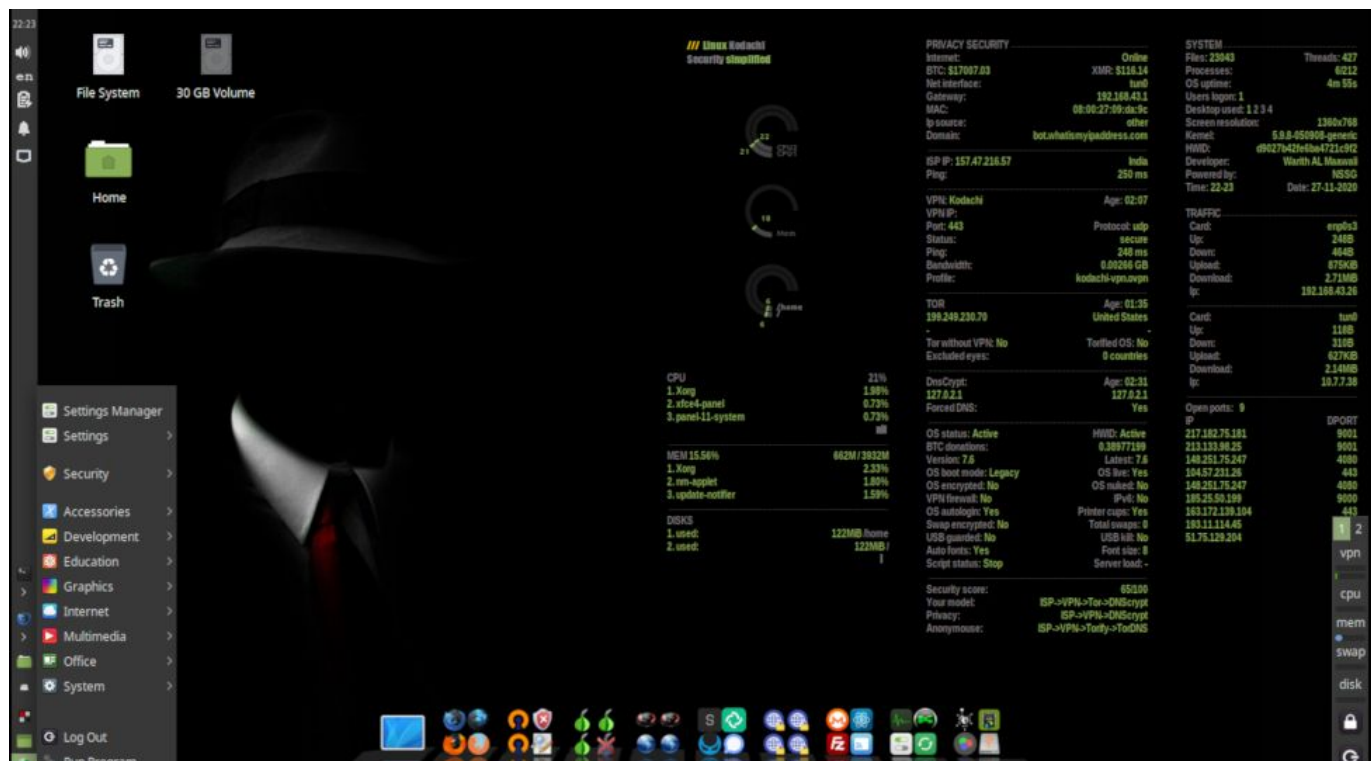 22:23
en
File System
30 GB Volume
Home
Trash
Settings Manager
Settings
Security
Accessories
Development
Education
Graphics
Internet
Multimedia
Office
System
Log Out
Run Program
/// Linux Kodachi
Security simplified
22
21
CPU2
CPU1
18
Mem
6 /home
8 /
6
CPU 21%
1. Xorg 1.98%
2. xfce4-panel 0.73%
3. panel-11-system 0.73%
MEM 15.56% 662M / 3932M
1. Xorg 2.33%
2. nm-applet 1.80%
3. update-notifier 1.59%
DISKS
1. used: 122MiB /home
2. used: 122MiB /
PRIVACY SECURITY
Internet: Online
BTC: $17007.03 XMR: $116.14
Net interface: tun0
Gateway: 192.168.43.1
MAC: 08:00:27:09:da:9c
Ip source: other
Domain: bot.whatismyipaddress.com
ISP IP: 157.47.216.57 India
Ping: 250 ms
VPN: Kodachi Age: 02:07
VPN IP:
Port: 443 Protocol: udp
Status: secure
Ping: 248 ms
Bandwidth: 0.00266 GB
Profile: kodachi-vpn.ovpn
TOR Age: 01:35
199.249.230.70 United States
- -
Tor without VPN: No Torified OS: No
Excluded eyes: 0 countries
DnsCrypt: Age: 02:31
127.0.2.1 127.0.2.1
Forced DNS: Yes
OS status: Active HWID: Active
BTC donations: 0.38977199
Version: 7.6 Latest: 7.6
OS boot mode: Legacy OS live: Yes
OS encrypted: No OS nuked: No
VPN firewall: No IPv6: No
OS autologin: Yes Printer cups: Yes
Swap encrypted: No Total swaps: 0
USB guarded: No USB kill: No
Auto fonts: Yes Font size: 8
Script status: Stop Server load: -
Security score: 65/100
Your model: ISP->VPN->Tor->DNScrypt
Privacy: ISP->VPN->DNScrypt
Anonymouse: ISP->VPN->Torify->TorDNS
SYSTEM
Files: 23043 Threads: 427
Processes: 6/212
OS uptime: 4m 55s
Users logon: 1
Desktop used: 1 2 3 4
Screen resolution: 1360x768
Kernel: 5.9.8-050908-generic
HWID: d9027b42fe6ba4721c9f2
Developer: Warith AL Maawali
Powered by: NSSG
Time: 22-23 Date: 27-11-2020
TRAFFIC
Card: enp0s3
Up: 248B
Down: 464B
Upload: 875KiB
Download: 2.71MiB
Ip: 192.168.43.26
Card: tun0
Up: 118B
Down: 310B
Upload: 627KiB
Download: 2.14MiB
Ip: 10.7.7.38
Open ports: 9
IP DPORT
217.182.75.181 9001
213.133.98.25 9001
148.251.75.247 4080
104.57.231.26 443
148.251.75.247 4080
185.25.50.199 9000
163.172.139.104 443
193.11.114.45
51.75.129.204
1 2
vpn
cpu
mem
swap
disk